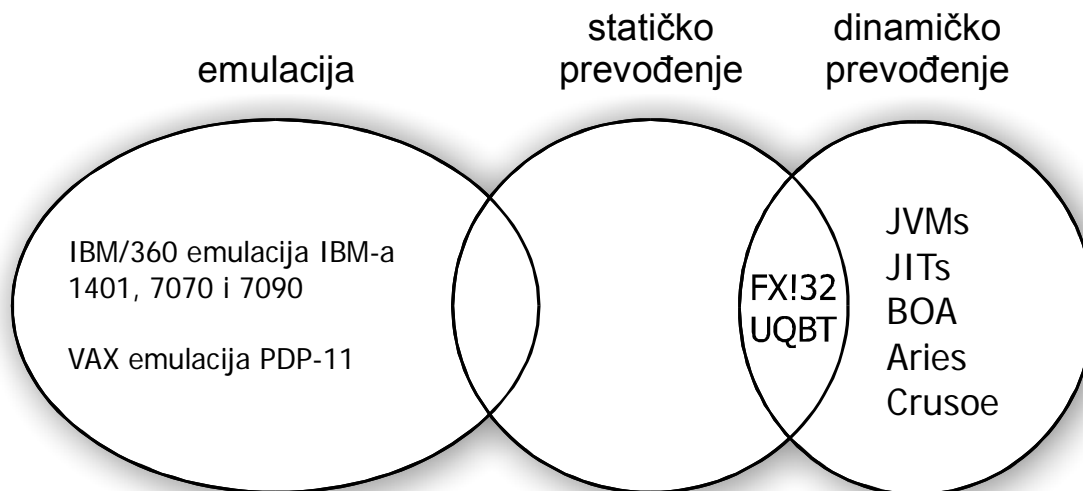 emulacija
statičko
prevođenje
dinamičko
prevođenje
IBM/360 emulacija IBM-a
1401, 7070 i 7090
VAX emulacija PDP-11
FX!32
UQBT
JVMs
JITs
BOA
Aries
Crusoe